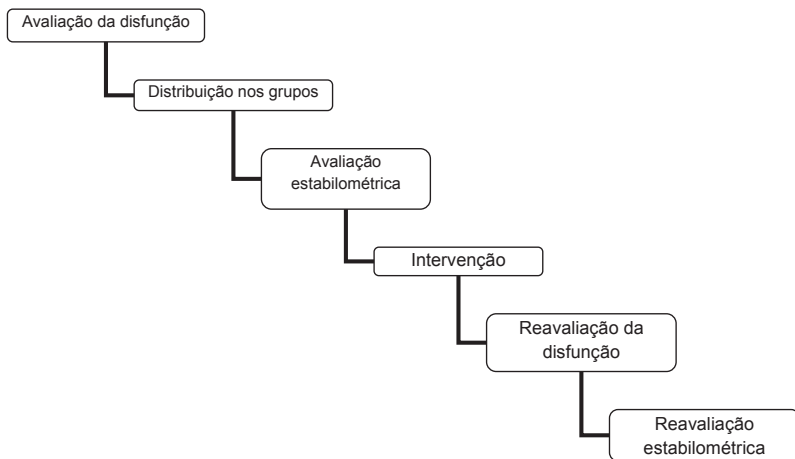 Avaliação da disfunção
Distribuição nos grupos
Avaliação
estabilométrica
Intervenção
Reavaliação da
disfunção
Reavaliação
estabilométrica